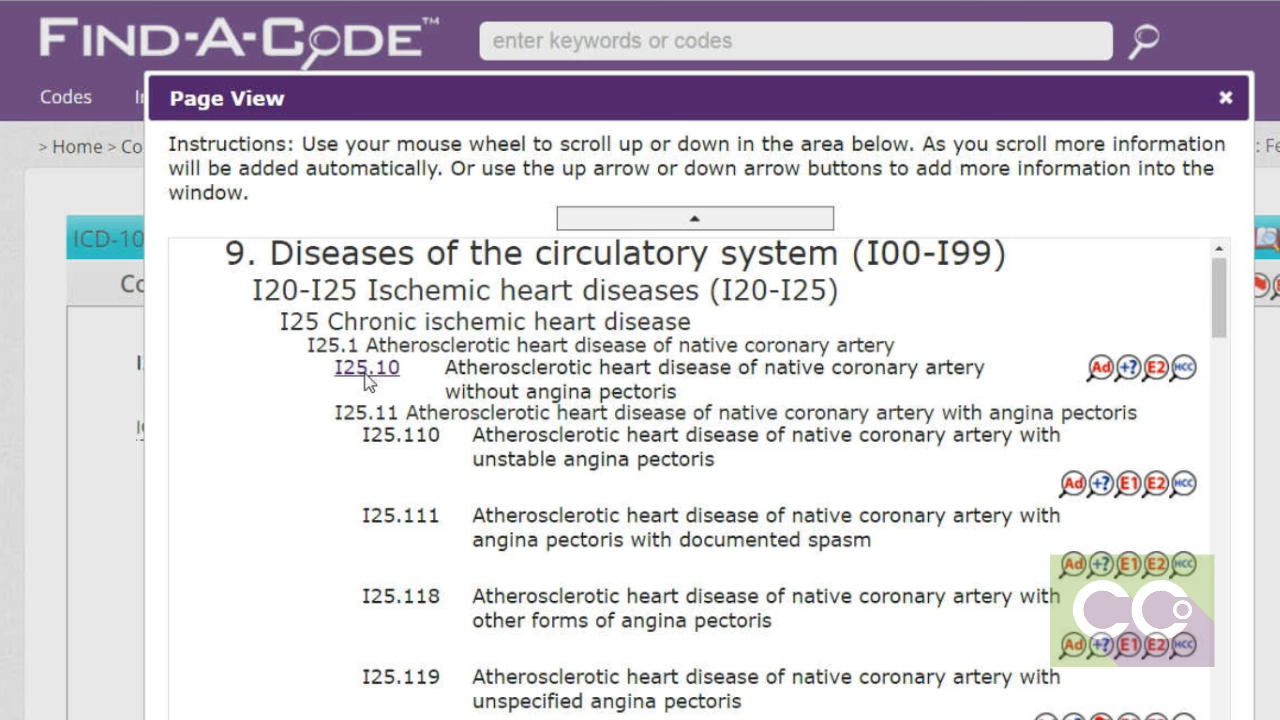 FIND-A-CODE™
enter keywords or codes
Codes
Page View
> Home > Co
: Fe
Instructions: Use your mouse wheel to scroll up or down in the area below. As you scroll more information
will be added automatically. Or use the up arrow or down arrow buttons to add more information into the
window.
ICD-10
Co
9. Diseases of the circulatory system (I00-I99)
I20-I25 Ischemic heart diseases (I20-I25)
I25 Chronic ischemic heart disease
I25.1 Atherosclerotic heart disease of native coronary artery
I25.10 Atherosclerotic heart disease of native coronary artery
without angina pectoris
Ad +? E2 HCC
I25.11 Atherosclerotic heart disease of native coronary artery with angina pectoris
I25.110 Atherosclerotic heart disease of native coronary artery with
unstable angina pectoris
Ad +? E1 E2 HCC
I25.111 Atherosclerotic heart disease of native coronary artery with
angina pectoris with documented spasm
Ad +? E1 E2 HCC
I25.118 Atherosclerotic heart disease of native coronary artery with
other forms of angina pectoris
CCO
Ad +? E1 E2 HCC
I25.119 Atherosclerotic heart disease of native coronary artery with
unspecified angina pectoris